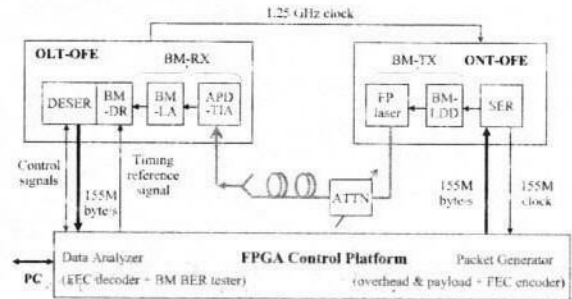 1.25 GHz clock
OLT-OFE
BM-RX
BM-TX
ONT-OFE
DESER
BM
-DR
BM
-LA
APD
-TIA
FP
laser
BM-
LDD
SER
Control
signals
155M
byte/s
Timing
reference
signal
ATTN
155M
byte/s
155M
clock
PC
Data Analyzer
FPGA Control Platform
Packet Generator
(FEC decoder + BM BER tester)
(overhead & payload + FEC encoder)